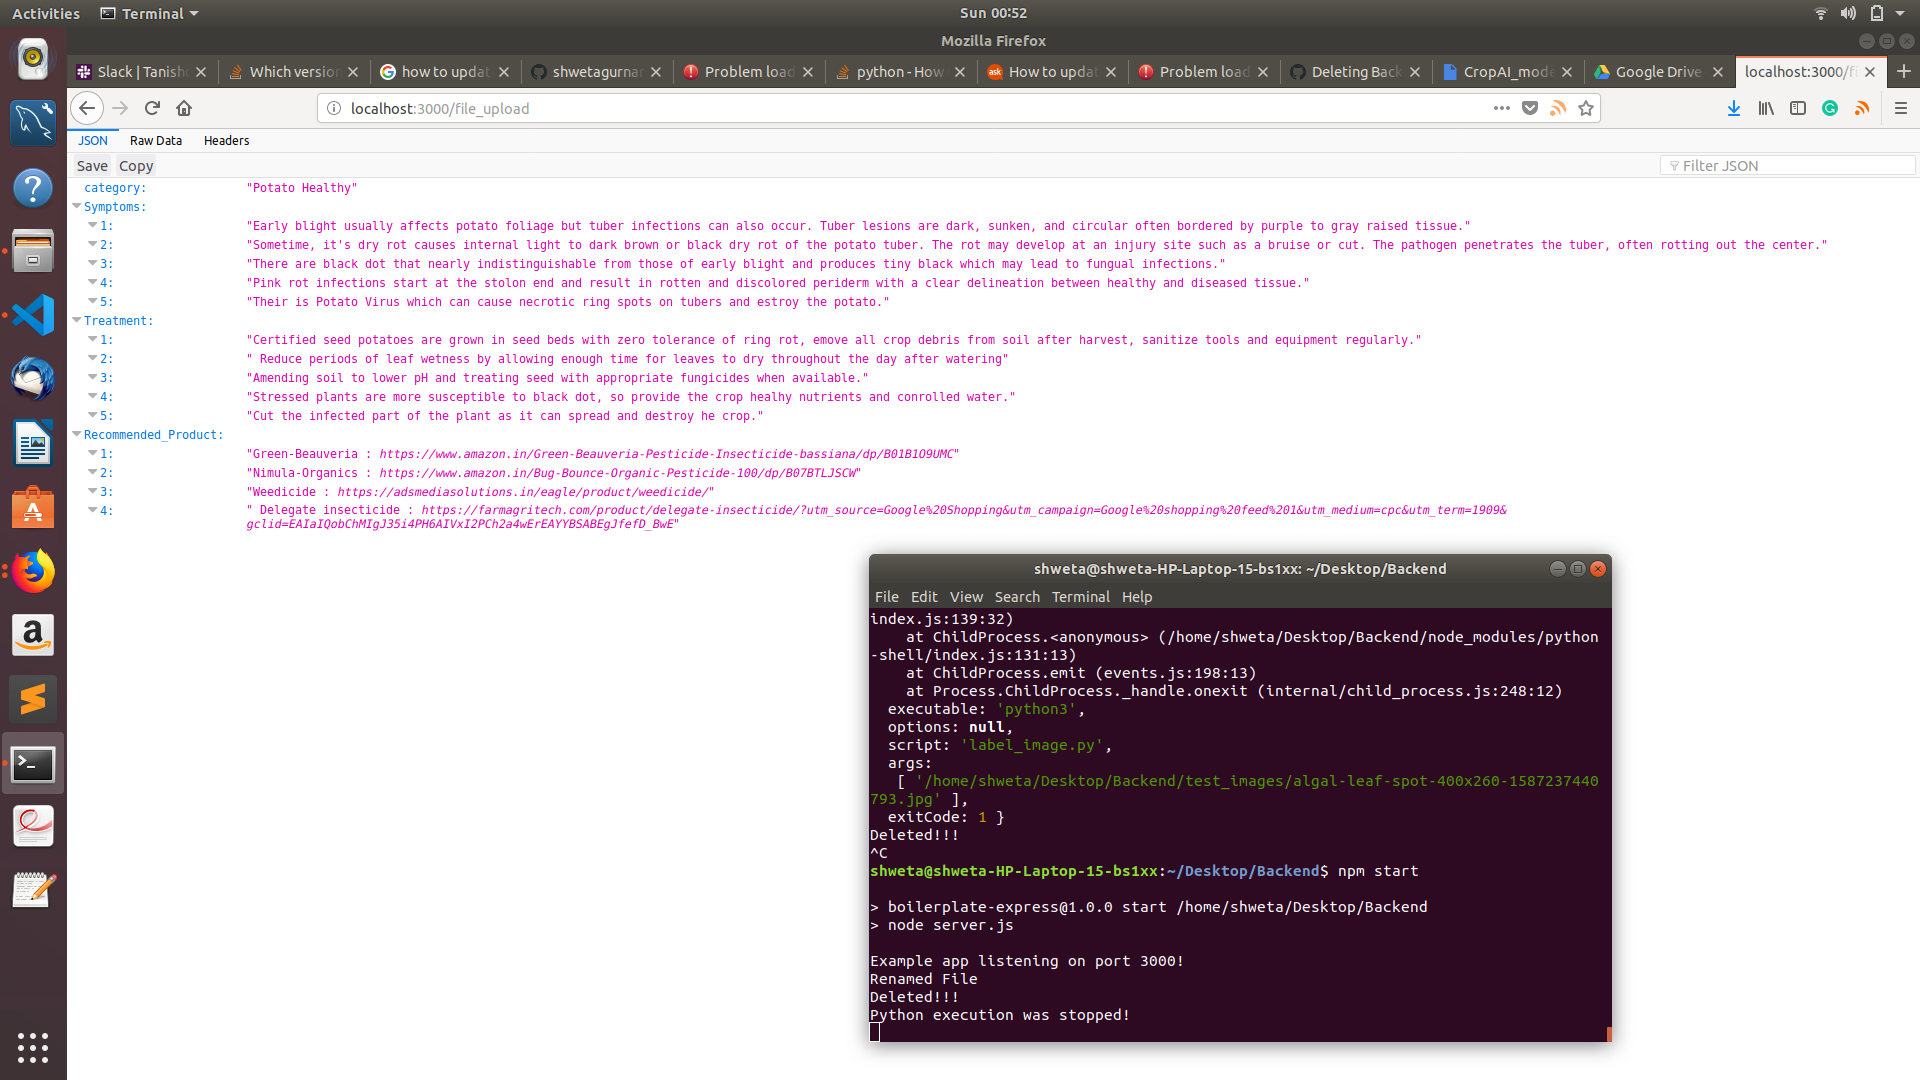 Activities
Terminal
Sun 00:52
Mozilla Firefox
Slack | Tanish
Which version
how to updat
shwetagurnar
Problem load
python - How
How to updat
Problem load
Deleting Back
CropAI_mode
Google Drive
localhost:3000/fi
localhost:3000/file_upload
JSON
Raw Data
Headers
Save
Copy
Filter JSON
category: "Potato Healthy"
Symptoms:
1: "Early blight usually affects potato foliage but tuber infections can also occur. Tuber lesions are dark, sunken, and circular often bordered by purple to gray raised tissue."
2: "Sometime, it's dry rot causes internal light to dark brown or black dry rot of the potato tuber. The rot may develop at an injury site such as a bruise or cut. The pathogen penetrates the tuber, often rotting out the center."
3: "There are black dot that nearly indistinguishable from those of early blight and produces tiny black which may lead to fungual infections."
4: "Pink rot infections start at the stolon end and result in rotten and discolored periderm with a clear delineation between healthy and diseased tissue."
5: "Their is Potato Virus which can cause necrotic ring spots on tubers and estroy the potato."
Treatment:
1: "Certified seed potatoes are grown in seed beds with zero tolerance of ring rot, emove all crop debris from soil after harvest, sanitize tools and equipment regularly."
2: " Reduce periods of leaf wetness by allowing enough time for leaves to dry throughout the day after watering"
3: "Amending soil to lower pH and treating seed with appropriate fungicides when available."
4: "Stressed plants are more susceptible to black dot, so provide the crop healhy nutrients and conrolled water."
5: "Cut the infected part of the plant as it can spread and destroy he crop."
Recommended_Product:
1: "Green-Beauveria : https://www.amazon.in/Green-Beauveria-Pesticide-Insecticide-bassiana/dp/B01B1O9UMC"
2: "Nimula-Organics : https://www.amazon.in/Bug-Bounce-Organic-Pesticide-100/dp/B07BTLJSCW"
3: "Weedicide : https://adsmediasolutions.in/eagle/product/weedicide/"
4: " Delegate insecticide : https://farmagritech.com/product/delegate-insecticide/?utm_source=Google%20Shopping&utm_campaign=Google%20shopping%20feed%201&utm_medium=cpc&utm_term=1909&
gclid=EAIaIQobChMIgJ35i4PH6AIVxI2PCh2a4wErEAYYBSABEgJfefD_BwE"
shweta@shweta-HP-Laptop-15-bs1xx: ~/Desktop/Backend
File Edit View Search Terminal Help
index.js:139:32)
at ChildProcess.<anonymous> (/home/shweta/Desktop/Backend/node_modules/python
-shell/index.js:131:13)
at ChildProcess.emit (events.js:198:13)
at Process.ChildProcess._handle.onexit (internal/child_process.js:248:12)
executable: 'python3',
options: null,
script: 'label_image.py',
args:
[ '/home/shweta/Desktop/Backend/test_images/algal-leaf-spot-400x260-1587237440
793.jpg' ],
exitCode: 1 }
Deleted!!!
^C
shweta@shweta-HP-Laptop-15-bs1xx:~/Desktop/Backend$ npm start
> boilerplate-express@1.0.0 start /home/shweta/Desktop/Backend
> node server.js
Example app listening on port 3000!
Renamed File
Deleted!!!
Python execution was stopped!